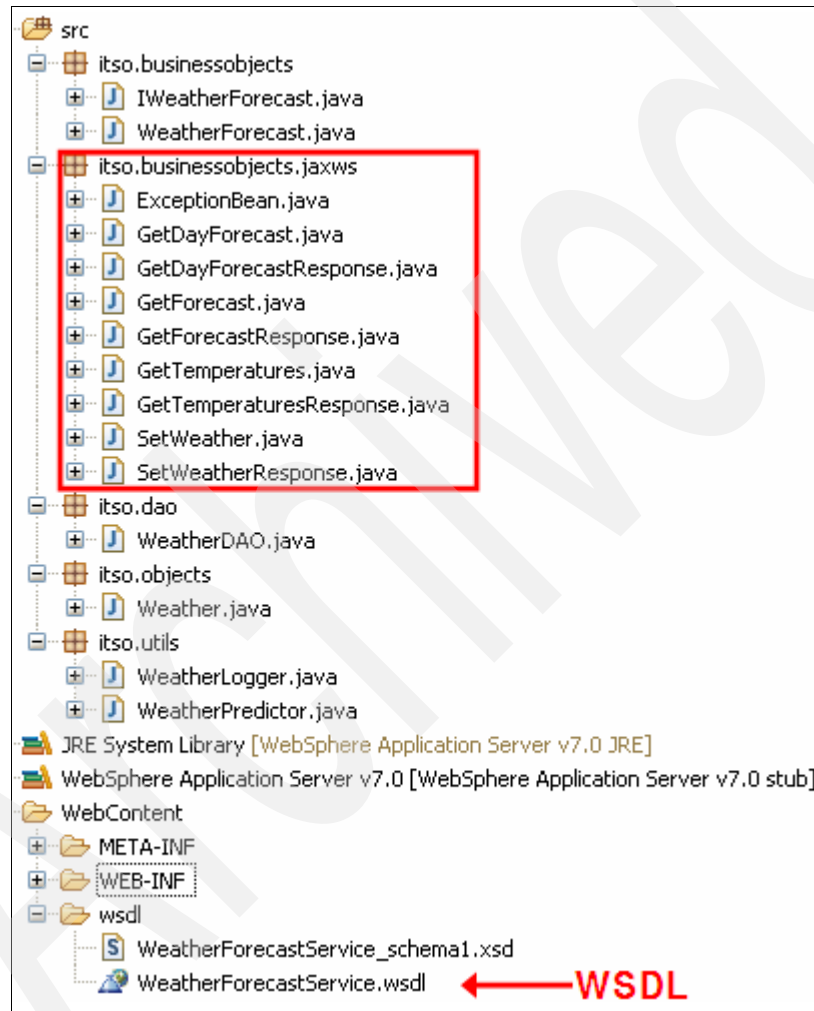 src
itso.businessobjects
IWeatherForecast.java
WeatherForecast.java
itso.businessobjects.jaxws
ExceptionBean.java
GetDayForecast.java
GetDayForecastResponse.java
GetForecast.java
GetForecastResponse.java
GetTemperatures.java
GetTemperaturesResponse.java
SetWeather.java
SetWeatherResponse.java
itso.dao
WeatherDAO.java
itso.objects
Weather.java
itso.utils
WeatherLogger.java
WeatherPredictor.java
JRE System Library [WebSphere Application Server v7.0 JRE]
WebSphere Application Server v7.0 [WebSphere Application Server v7.0 stub]
WebContent
META-INF
WEB-INF
wsdl
WeatherForecastService_schema1.xsd
WeatherForecastService.wsdl WSDL
Archived